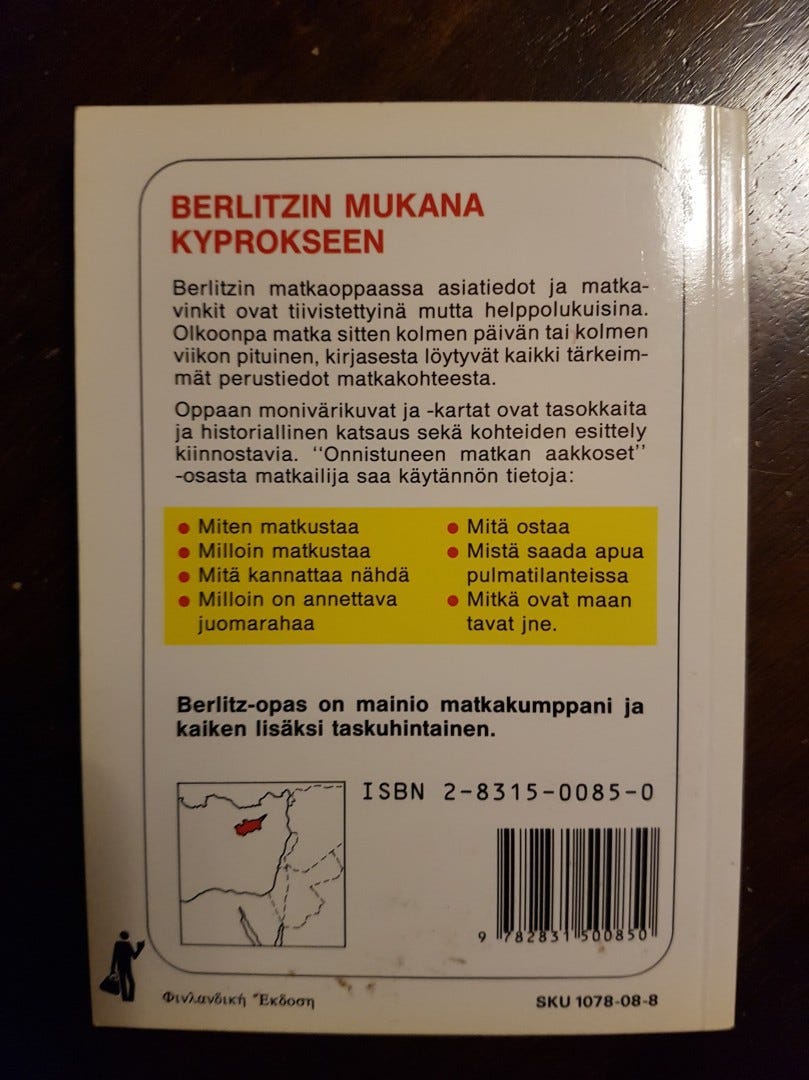 BERLITZIN MUKANA
KYPROKSEEN
Berlitzin matkaoppaassa asiatiedot ja matka-
vinkit ovat tiivistettyinä mutta helppolukuisina.
Olkoonpa matka sitten kolmen päivän tai kolmen
viikon pituinen, kirjasesta löytyvät kaikki tärkeim-
mät perustiedot matkakohteesta.
Oppaan monivärikuvat ja -kartat ovat tasokkaita
ja historiallinen katsaus sekä kohteiden esittely
kiinnostavia. "Onnistuneen matkan aakkoset"
-osasta matkailija saa käytännön tietoja:
● Miten matkustaa
● Milloin matkustaa
● Mitä kannattaa nähdä
● Milloin on annettava
juomarahaa
● Mitä ostaa
● Mistä saada apua
pulmatilanteissa
● Mitkä ovat maan
tavat jne.
Berlitz-opas on mainio matkakumppani ja
kaiken lisäksi taskuhintainen.
ISBN 2-8315-0085-0
9 782831 500850
Φινλανδική Ἔκδοση
SKU 1078-08-8